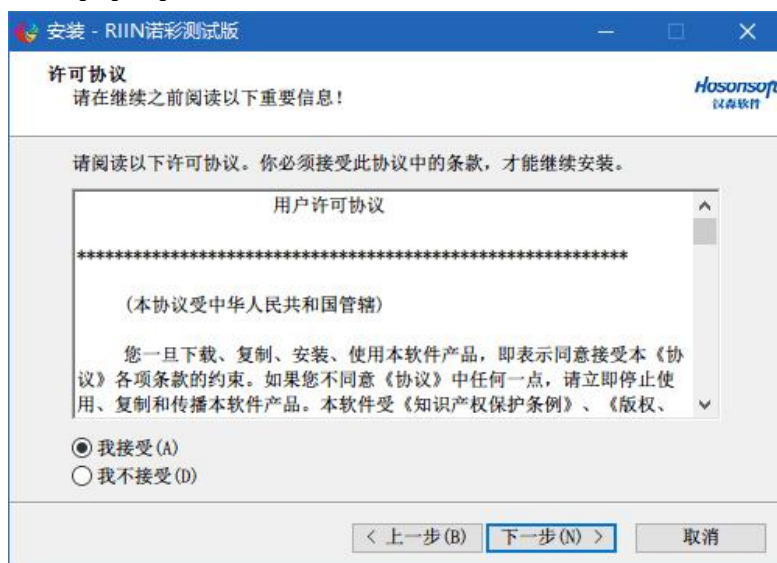 安装 - RIIN诺彩测试版
许可协议
请在继续之前阅读以下重要信息！
Hosonsoft
汉森软件
请阅读以下许可协议。你必须接受此协议中的条款，才能继续安装。
用户许可协议
***********************************************************
(本协议受中华人民共和国管辖)
您一旦下载、复制、安装、使用本软件产品，即表示同意接受本《协
议》各项条款的约束。如果您不同意《协议》中任何一点，请立即停止使
用、复制和传播本软件产品。本软件受《知识产权保护条例》、《版权、
我接受(A)
我不接受(D)
< 上一步(B)
下一步(N) >
取消